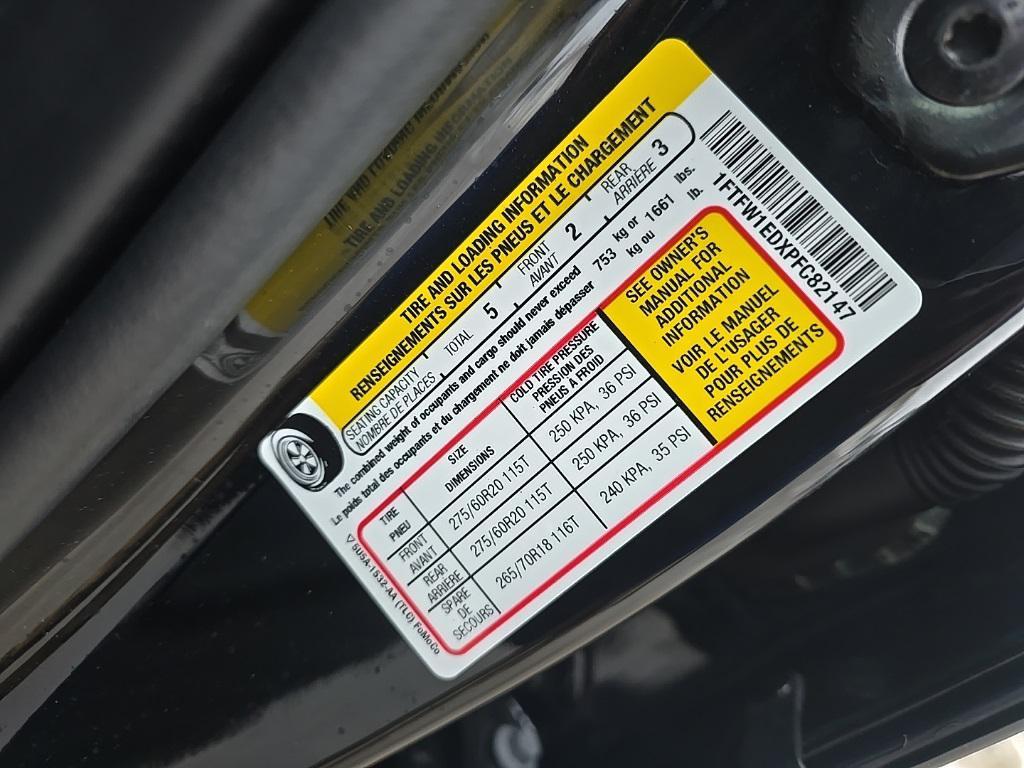 TIRE AND LOADING INFORMATION
RENSEIGNEMENTS SUR LES PNEUS ET LE CHARGEMENT
SEATING CAPACITY TOTAL 5 FRONT 2 REAR 3
NOMBRE DE PLACES AVANT ARRIÈRE
The combined weight of occupants and cargo should never exceed 753 kg or 1661 lbs.
Le poids total des occupants et du chargement ne doit jamais dépasser kg ou lb.
TIRE SIZE COLD TIRE PRESSURE
PNEU DIMENSIONS PRESSION DES
PNEUS À FROID
FRONT 275/60R20 115T 250 KPA, 36 PSI
AVANT
REAR 275/60R20 115T 250 KPA, 36 PSI
ARRIÈRE
SPARE 265/70R18 116T 240 KPA, 35 PSI
DE
SECOURS
SEE OWNER'S
MANUAL FOR
ADDITIONAL
INFORMATION
VOIR LE MANUEL
DE L'USAGER
POUR PLUS DE
RENSEIGNEMENTS
1FTFW1EDXPFC82147
5USA-1532-AA (TLC) FoMoCo